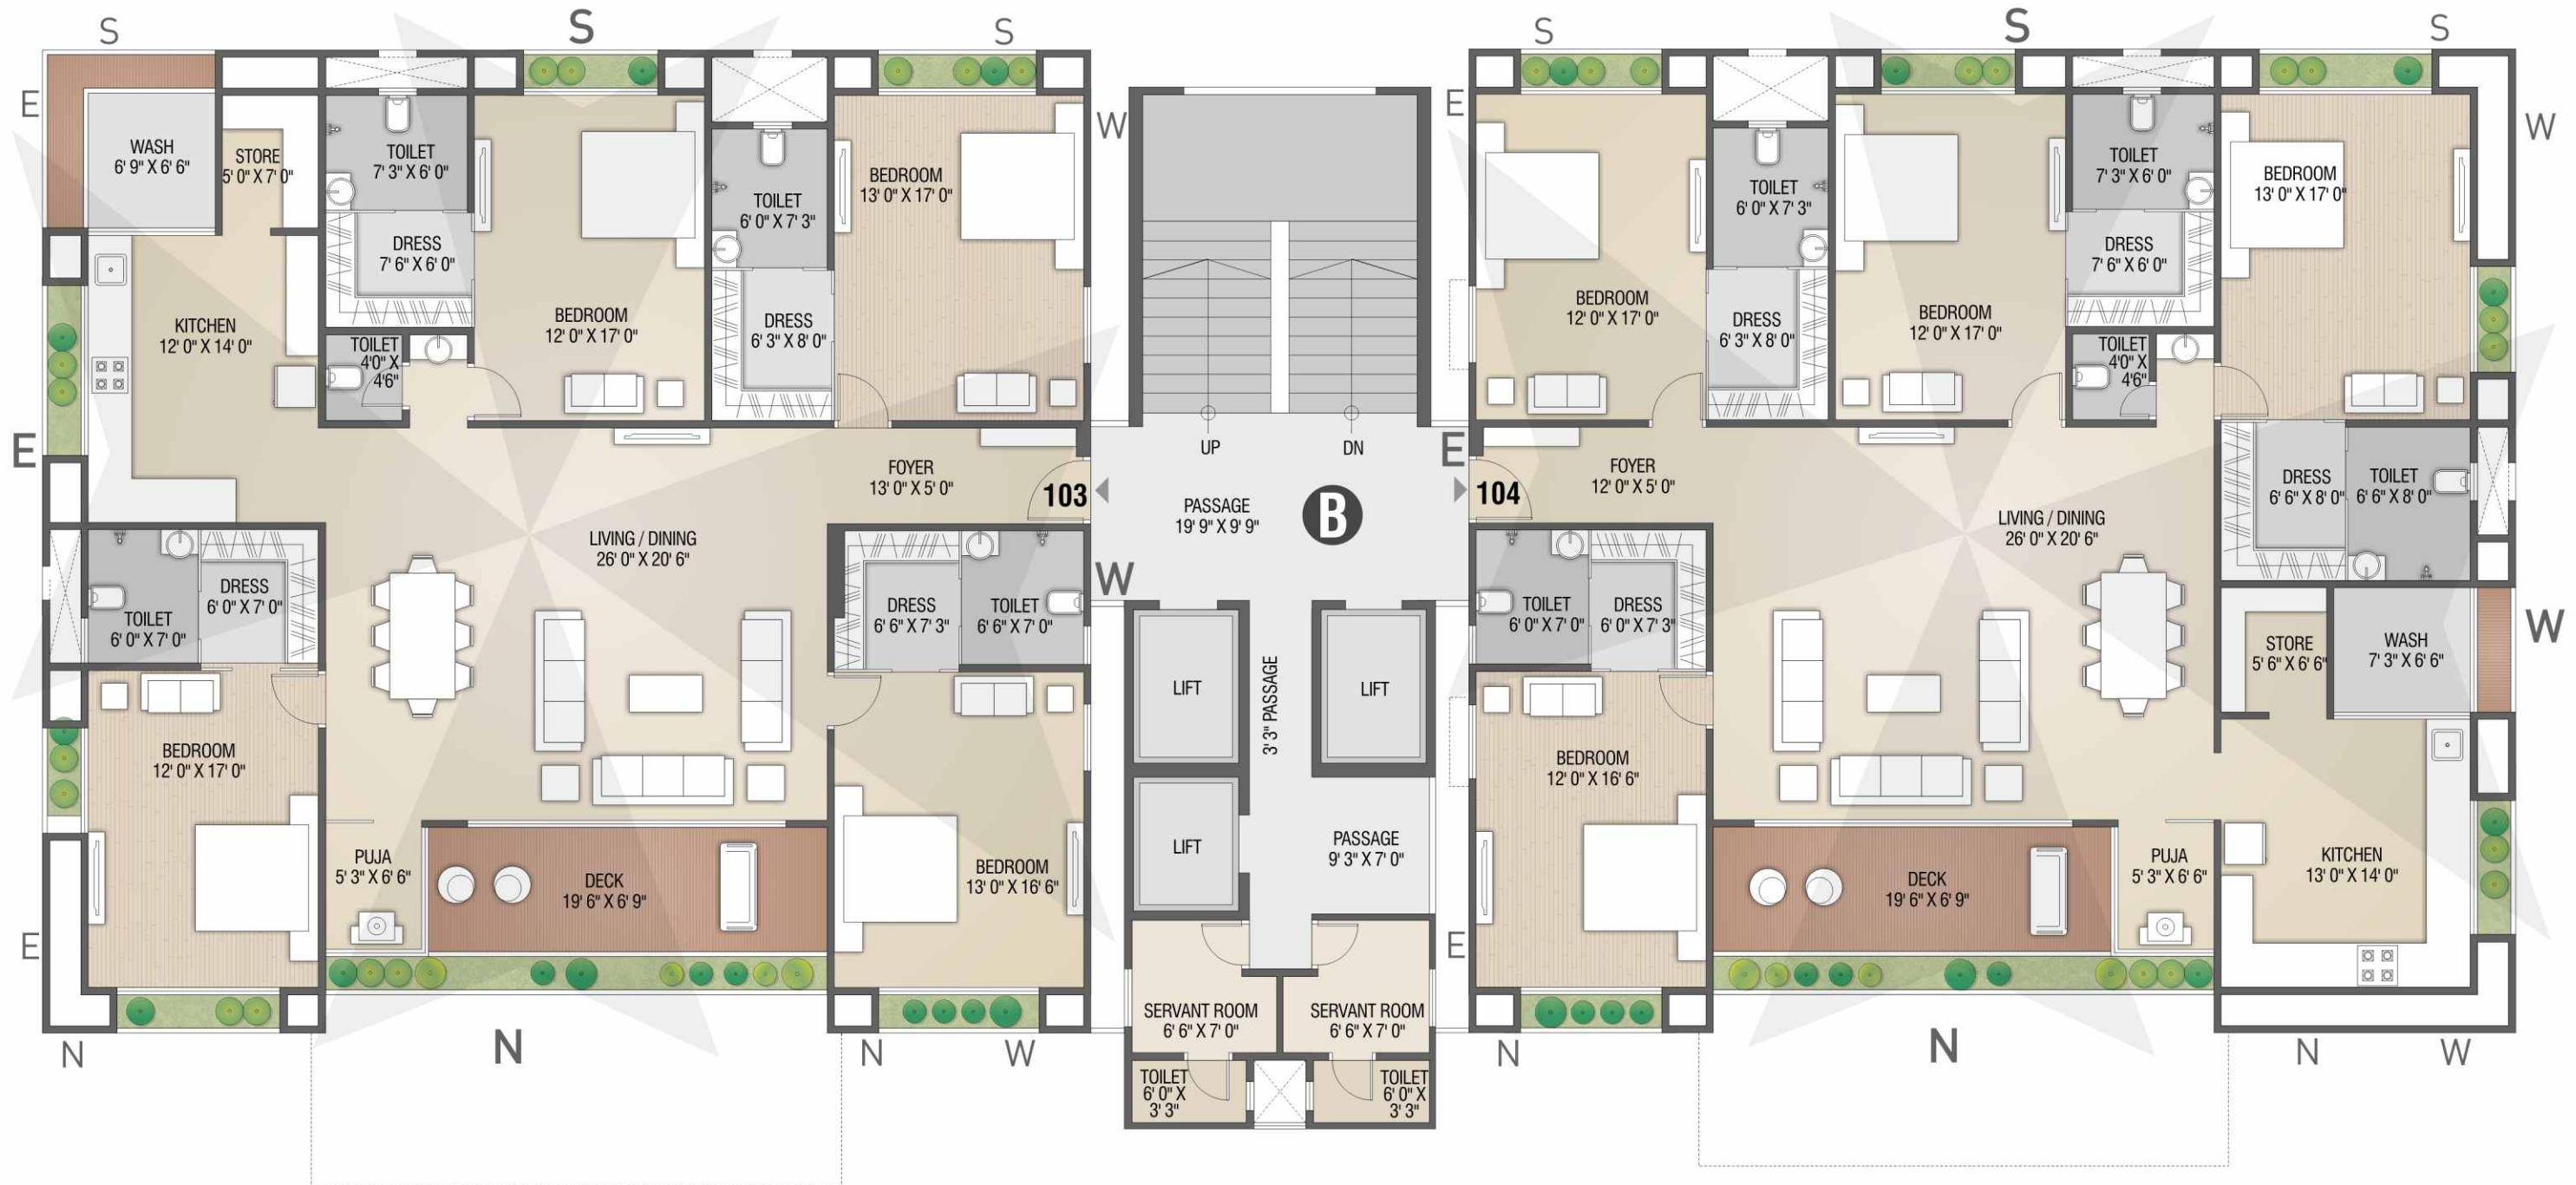 S
S
S
S
S
S
E
W
E
W
WASH
6' 9" X 6' 6"
STORE
5' 0" X 7' 0"
TOILET
7' 3" X 6' 0"
DRESS
7' 6" X 6' 0"
BEDROOM
12' 0" X 17' 0"
TOILET
6' 0" X 7' 3"
DRESS
6' 3" X 8' 0"
BEDROOM
13' 0" X 17' 0"
KITCHEN
12' 0" X 14' 0"
TOILET
4'0" X
4'6"
E
FOYER
13' 0" X 5' 0"
103
LIVING / DINING
26' 0" X 20' 6"
TOILET
6' 0" X 7' 0"
DRESS
6' 0" X 7' 0"
DRESS
6' 6" X 7' 3"
TOILET
6' 6" X 7' 0"
W
BEDROOM
12' 0" X 17' 0"
PUJA
5' 3" X 6' 6"
DECK
19' 6" X 6' 9"
BEDROOM
13' 0" X 16' 6"
E
N
N
N
W
UP
DN
PASSAGE
19' 9" X 9' 9"
B
LIFT
3' 3" PASSAGE
LIFT
LIFT
PASSAGE
9' 3" X 7' 0"
SERVANT ROOM
6' 6" X 7' 0"
SERVANT ROOM
6' 6" X 7' 0"
TOILET
6' 0" X
3' 3"
TOILET
6' 0" X
3' 3"
BEDROOM
12' 0" X 17' 0"
TOILET
6' 0" X 7' 3"
DRESS
6' 3" X 8' 0"
BEDROOM
12' 0" X 17' 0"
TOILET
7' 3" X 6' 0"
DRESS
7' 6" X 6' 0"
TOILET
4'0" X
4'6"
BEDROOM
13' 0" X 17' 0"
E
104
FOYER
12' 0" X 5' 0"
LIVING / DINING
26' 0" X 20' 6"
DRESS
6' 6" X 8' 0"
TOILET
6' 6" X 8' 0"
TOILET
6' 0" X 7' 0"
DRESS
6' 0" X 7' 3"
STORE
5' 6" X 6' 6"
WASH
7' 3" X 6' 6"
W
BEDROOM
12' 0" X 16' 6"
DECK
19' 6" X 6' 9"
PUJA
5' 3" X 6' 6"
KITCHEN
13' 0" X 14' 0"
E
N
N
N
W